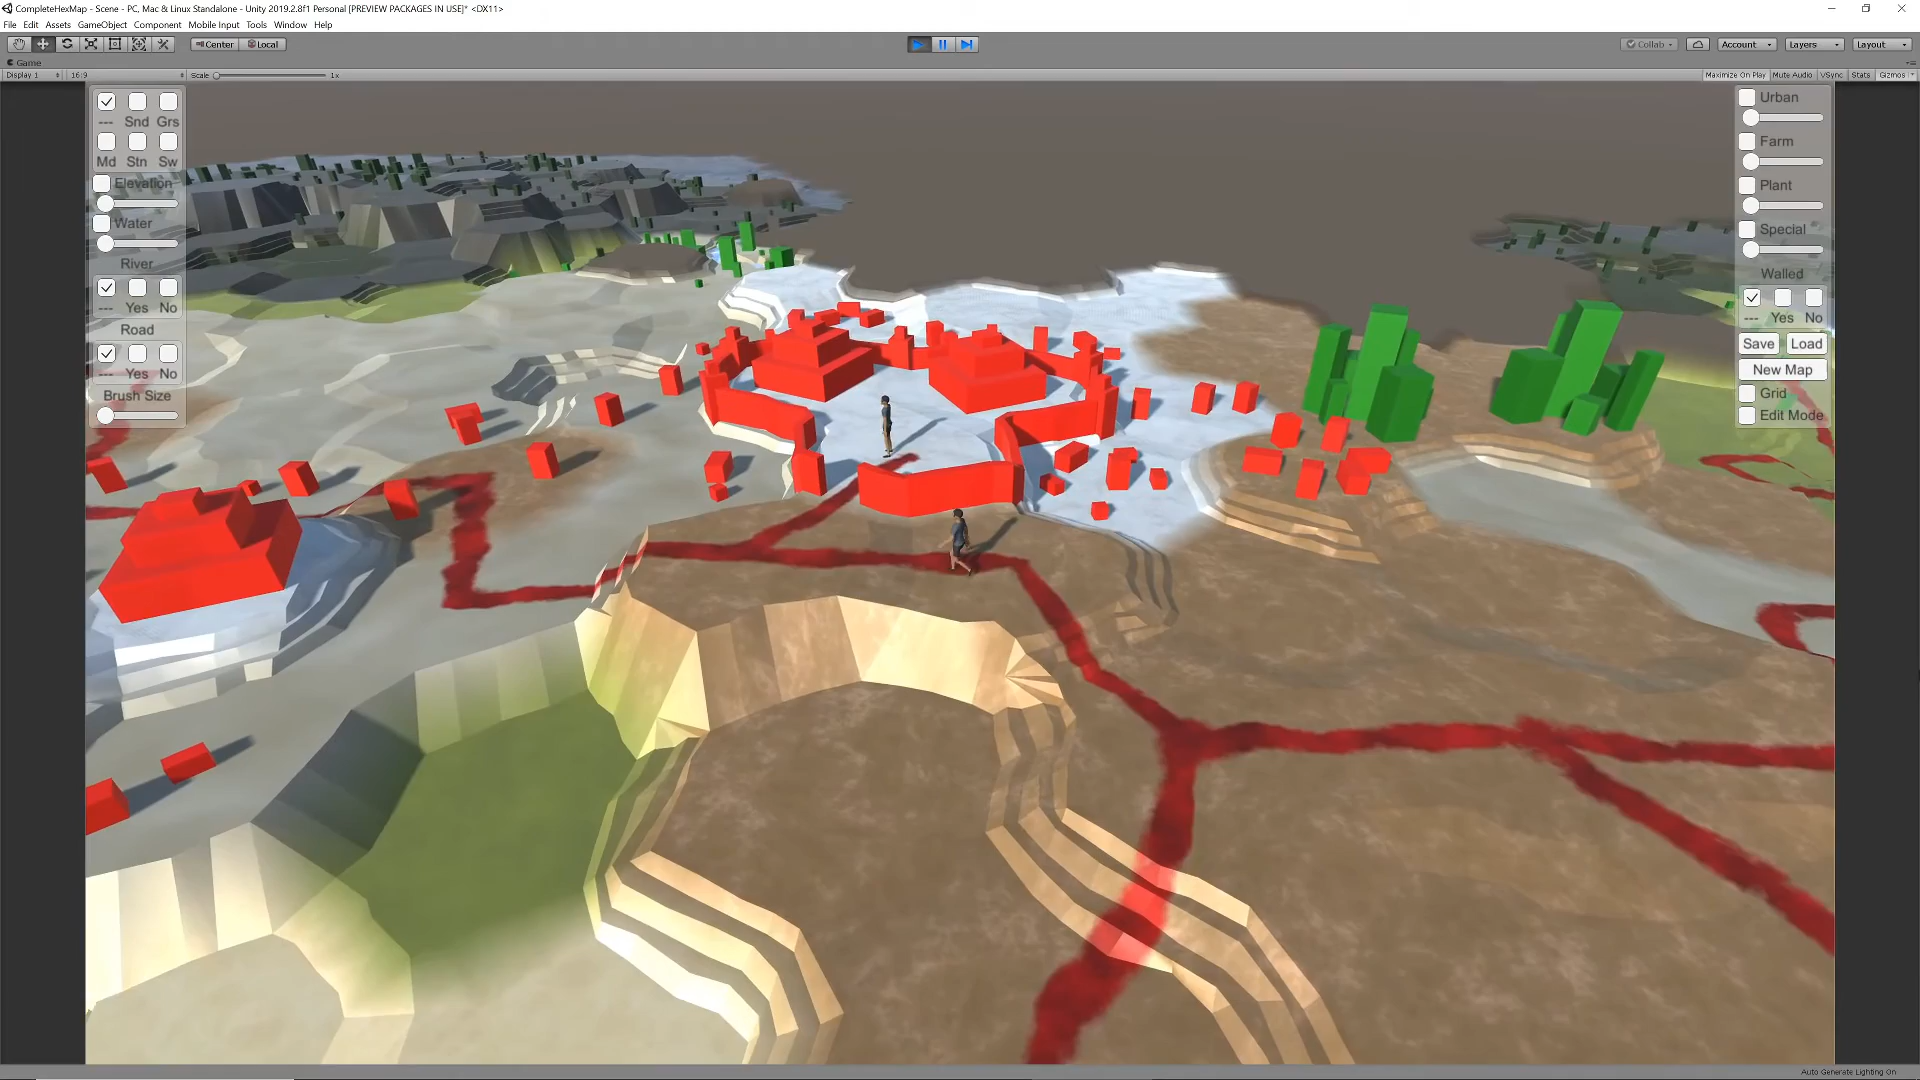 CompleteHexMap - Scene - PC, Mac & Linux Standalone - Unity 2019.2.8f1 Personal [PREVIEW PACKAGES IN USE]* <DX11>
File Edit Assets GameObject Component Mobile Input Tools Window Help
Center Local
Collab Account Layers Layout
Game
Display 1 16:9 Scale 1x
Maximize On Play Mute Audio VSync Stats Gizmos
--- Snd Grs
Md Stn Sw
Elevation
Water
River
--- Yes No
Road
--- Yes No
Brush Size
Urban
Farm
Plant
Special
Walled
--- Yes No
Save Load
New Map
Grid
Edit Mode
Auto Generate Lighting On